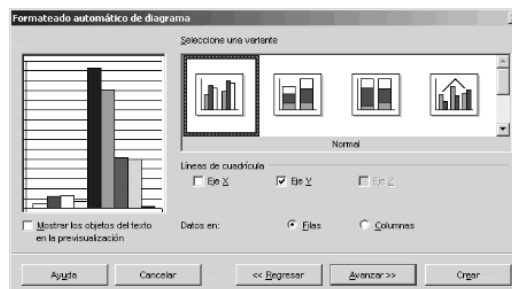 Formateado automático de diagrama
Seleccione una variante
Normal
Líneas de cuadrícula
Eje X
Eje Y
Eje Z
Mostrar los objetos del texto
en la previsualización
Datos en:
Filas
Columnas
Ayuda
Cancelar
<< Regresar
Avanzar >>
Crear